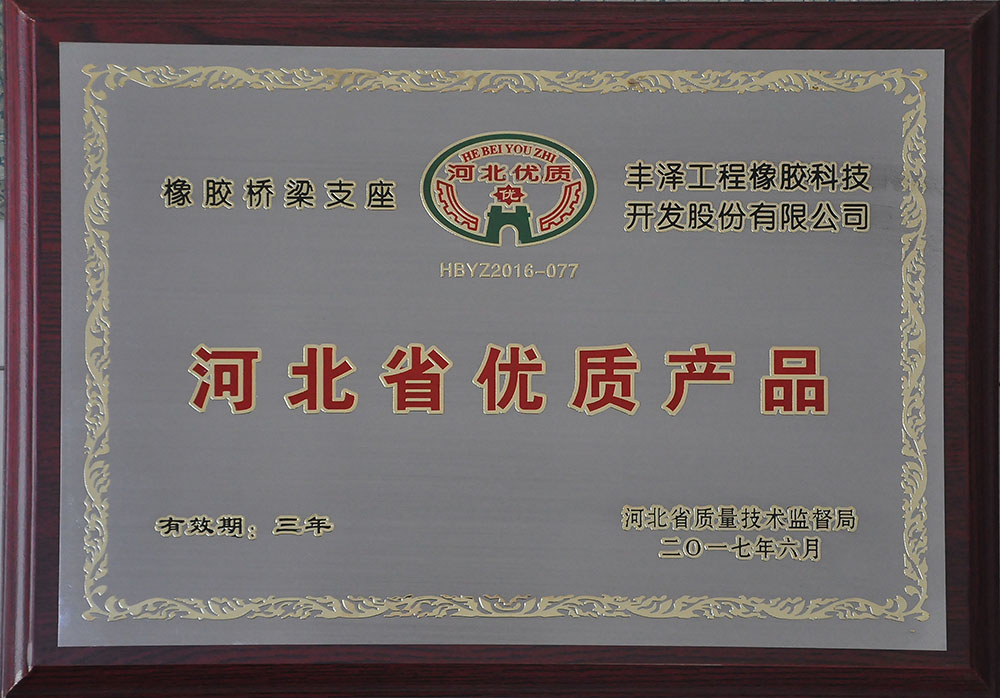 橡胶桥梁支座
HE BEI YOU ZHI
河北优质
优
HBYZ2016-077
丰泽工程橡胶科技
开发股份有限公司
河北省优质产品
有效期：三年
河北省质量技术监督局
二〇一七年六月